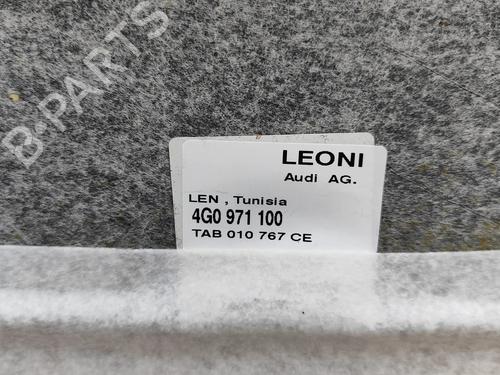 B-PARTS
LEONI
Audi AG.
LEN , Tunisia
4G0 971 100
TAB 010 767 CE